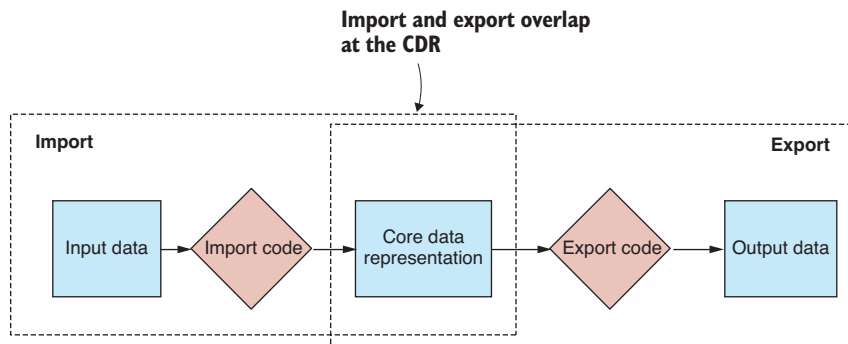 Import and export overlap
at the CDR
Import
Export
Input data
Import code
Core data
representation
Export code
Output data